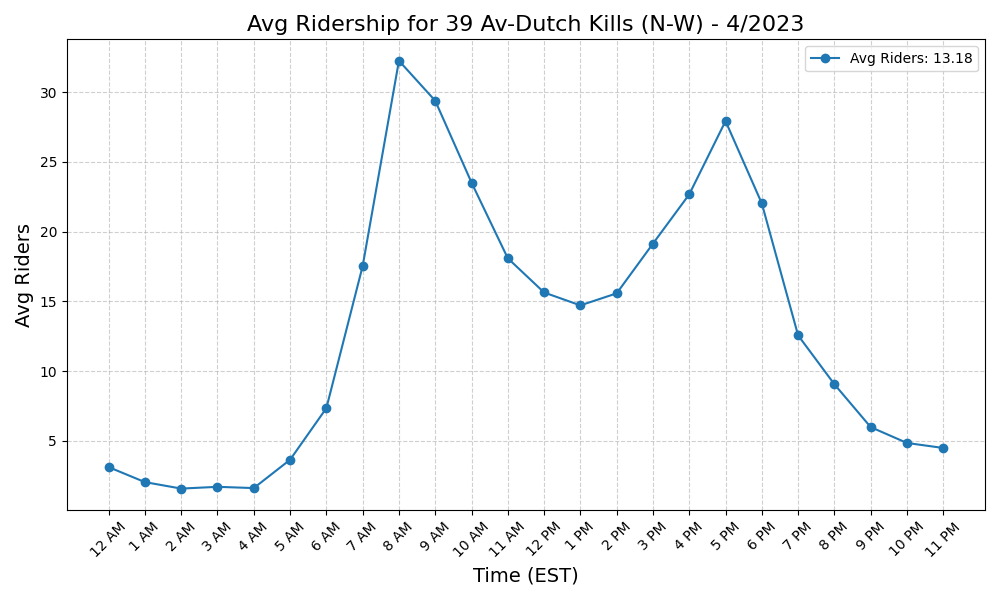 Avg Ridership for 39 Av-Dutch Kills (N-W) - 4/2023
Avg Riders: 13.18
Avg Riders
30
25
20
15
10
5
12 AM
1 AM
2 AM
3 AM
4 AM
5 AM
6 AM
7 AM
8 AM
9 AM
10 AM
11 AM
12 PM
1 PM
2 PM
3 PM
4 PM
5 PM
6 PM
7 PM
8 PM
9 PM
10 PM
11 PM
Time (EST)